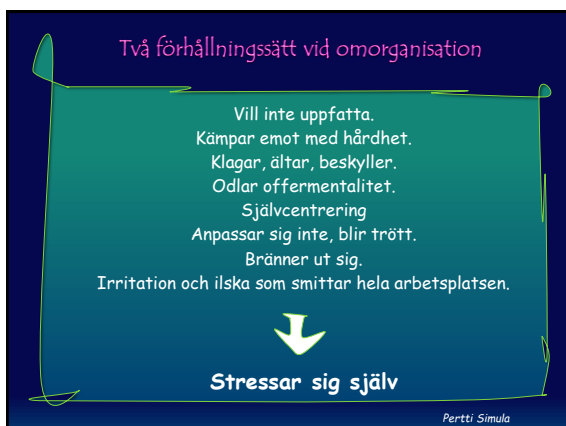 Två förhållningssätt vid omorganisation
Vill inte uppfatta.
Kämpar emot med hårdhet.
Klagar, ältar, beskyller.
Odlar offermentalitet.
Självcentrering
Anpassar sig inte, blir trött.
Bränner ut sig.
Irritation och ilska som smittar hela arbetsplatsen.
Stressar sig själv
Pertti Simula